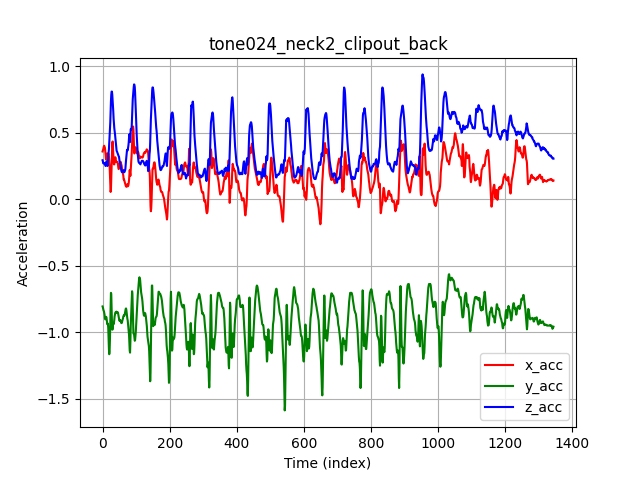 tone024_neck2_clipout_back
1.0
0.5
0.0
−0.5
−1.0
−1.5
Acceleration
0
200
400
600
800
1000
1200
1400
Time (index)
x_acc
y_acc
z_acc